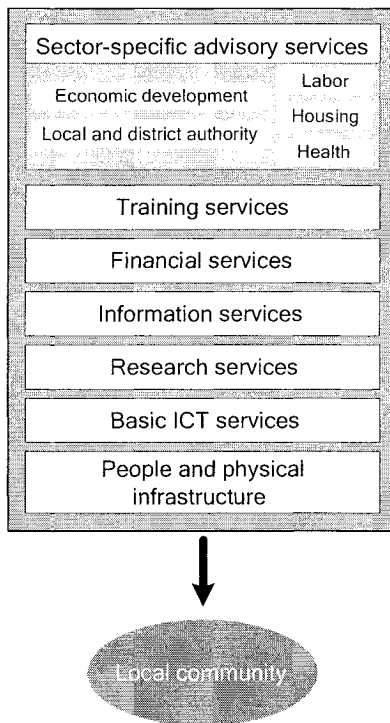 Sector-specific advisory services
Economic development
Local and district authority
Labor
Housing
Health
Training services
Financial services
Information services
Research services
Basic ICT services
People and physical
infrastructure
Local community